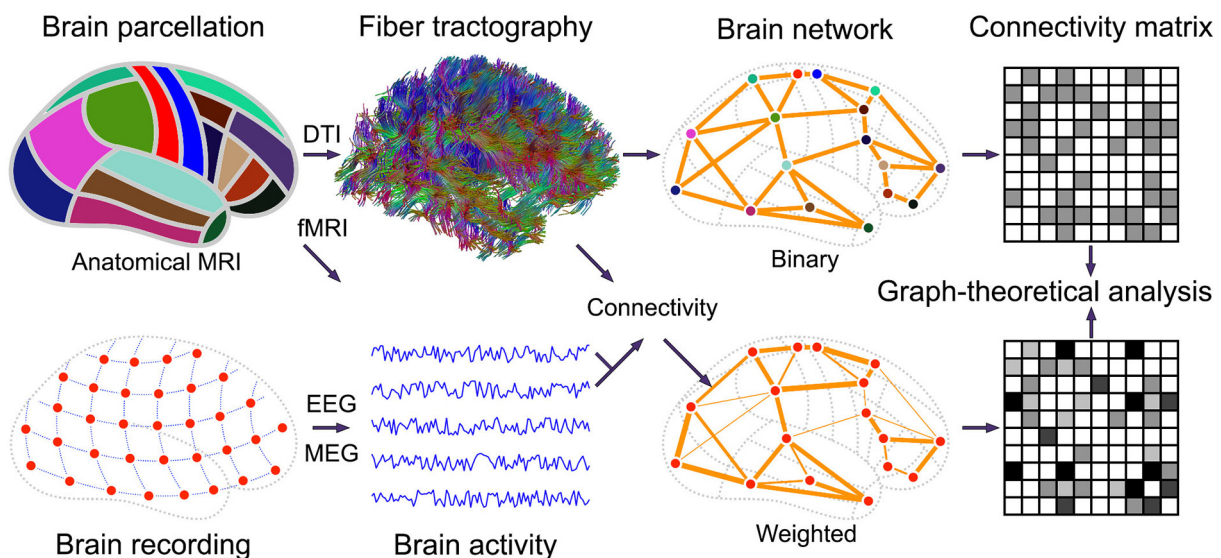 Brain parcellation
Fiber tractography
Brain network
Connectivity matrix
DTI
fMRI
Anatomical MRI
Binary
Connectivity
Graph-theoretical analysis
EEG
MEG
Brain recording
Brain activity
Weighted